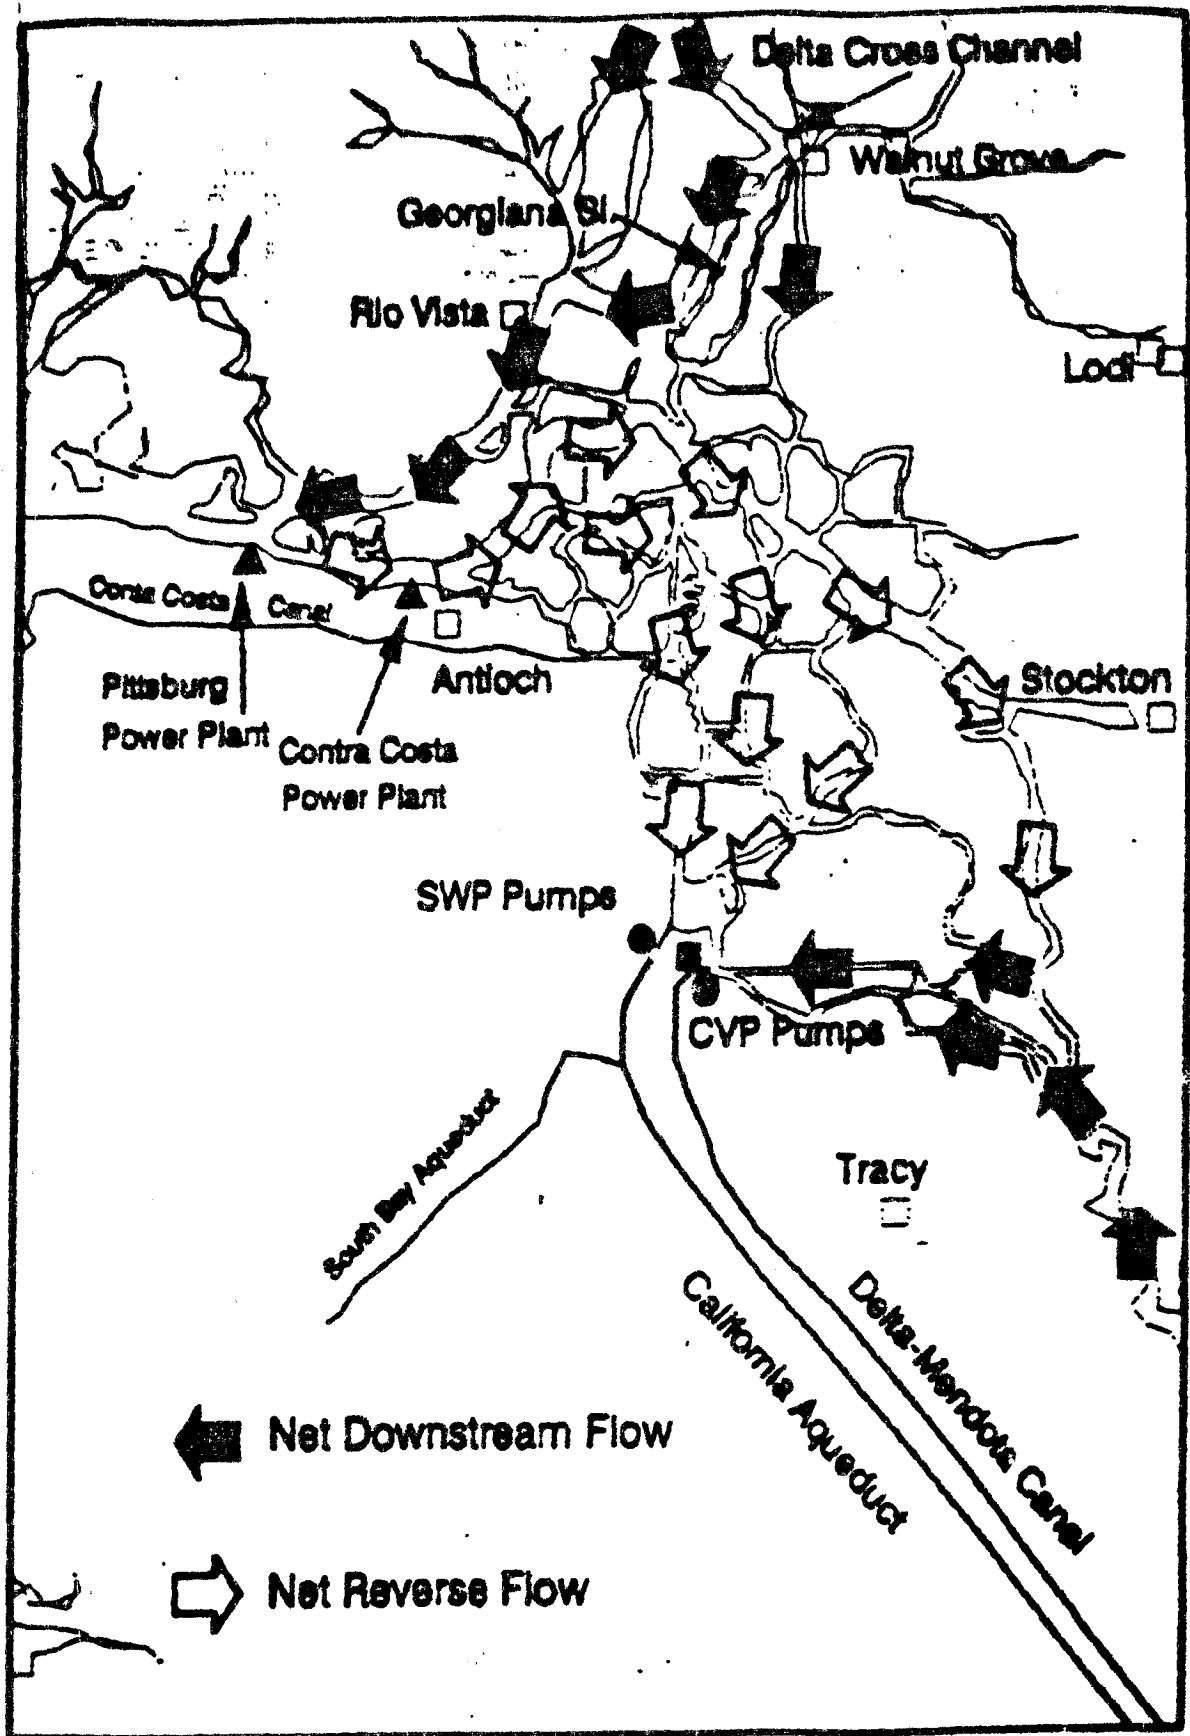 Delta Cross Channel
Walnut Grove
Georgiana Sl.
Rio Vista
Lodi
Contra Costa Canal
Pittsburg
Power Plant
Antioch
Stockton
Contra Costa
Power Plant
SWP Pumps
CVP Pumps
South Bay Aqueduct
Tracy
California Aqueduct
Delta-Mendota Canal
Net Downstream Flow
Net Reverse Flow